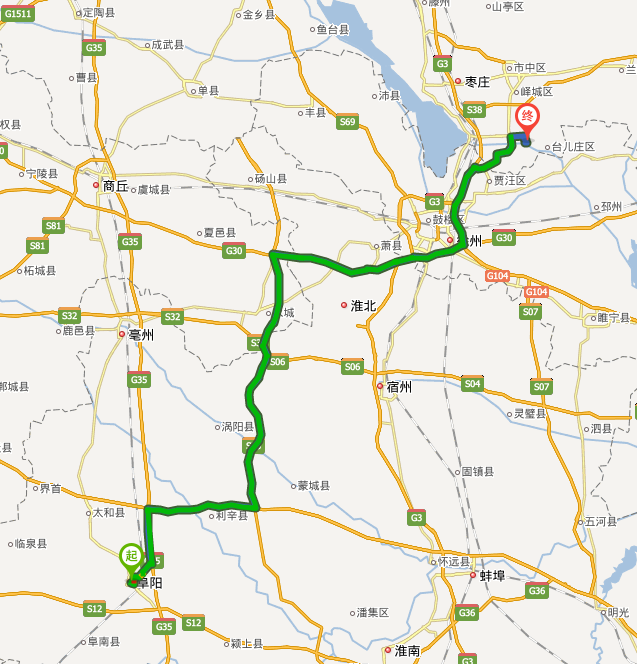 G1511
定陶县
G35
成武县
金乡县
鱼台县
滕州
山亭区
G3
枣庄
市中区
兰
峄城区
S38
终
曹县
单县
丰县
沛县
S69
权县
台儿庄区
宁陵县
商丘
虞城县
砀山县
贾汪区
G3
邳州
S81
S81
G35
夏邑县
G30
萧县
鼓楼区
徐州
G30
柘城县
G104
G104
S32
鹿邑县
S32
亳州
永城
淮北
S07
睢宁县
S06
S06
S04
宿州
S07
郸城县
G35
灵璧县
泗县
涡阳县
界首
蒙城县
固镇县
太和县
利辛县
G3
五河县
临泉县
起
阜阳
怀远县
蚌埠
G36
S12
G35
S12
阜南县
颍上县
潘集区
G36
明光
G3
淮南